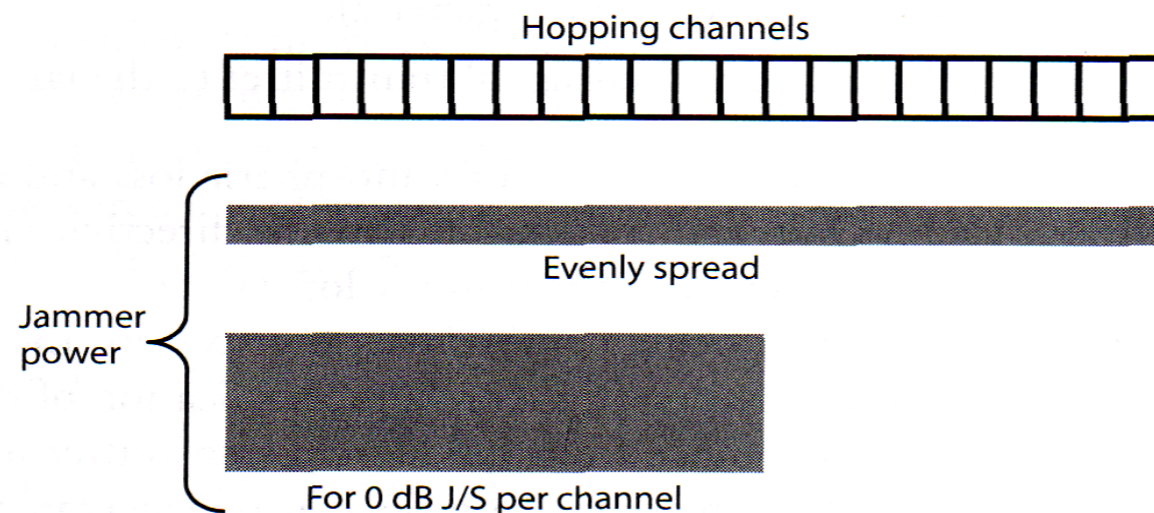 Hopping channels
Evenly spread
Jammer
power
For 0 dB J/S per channel